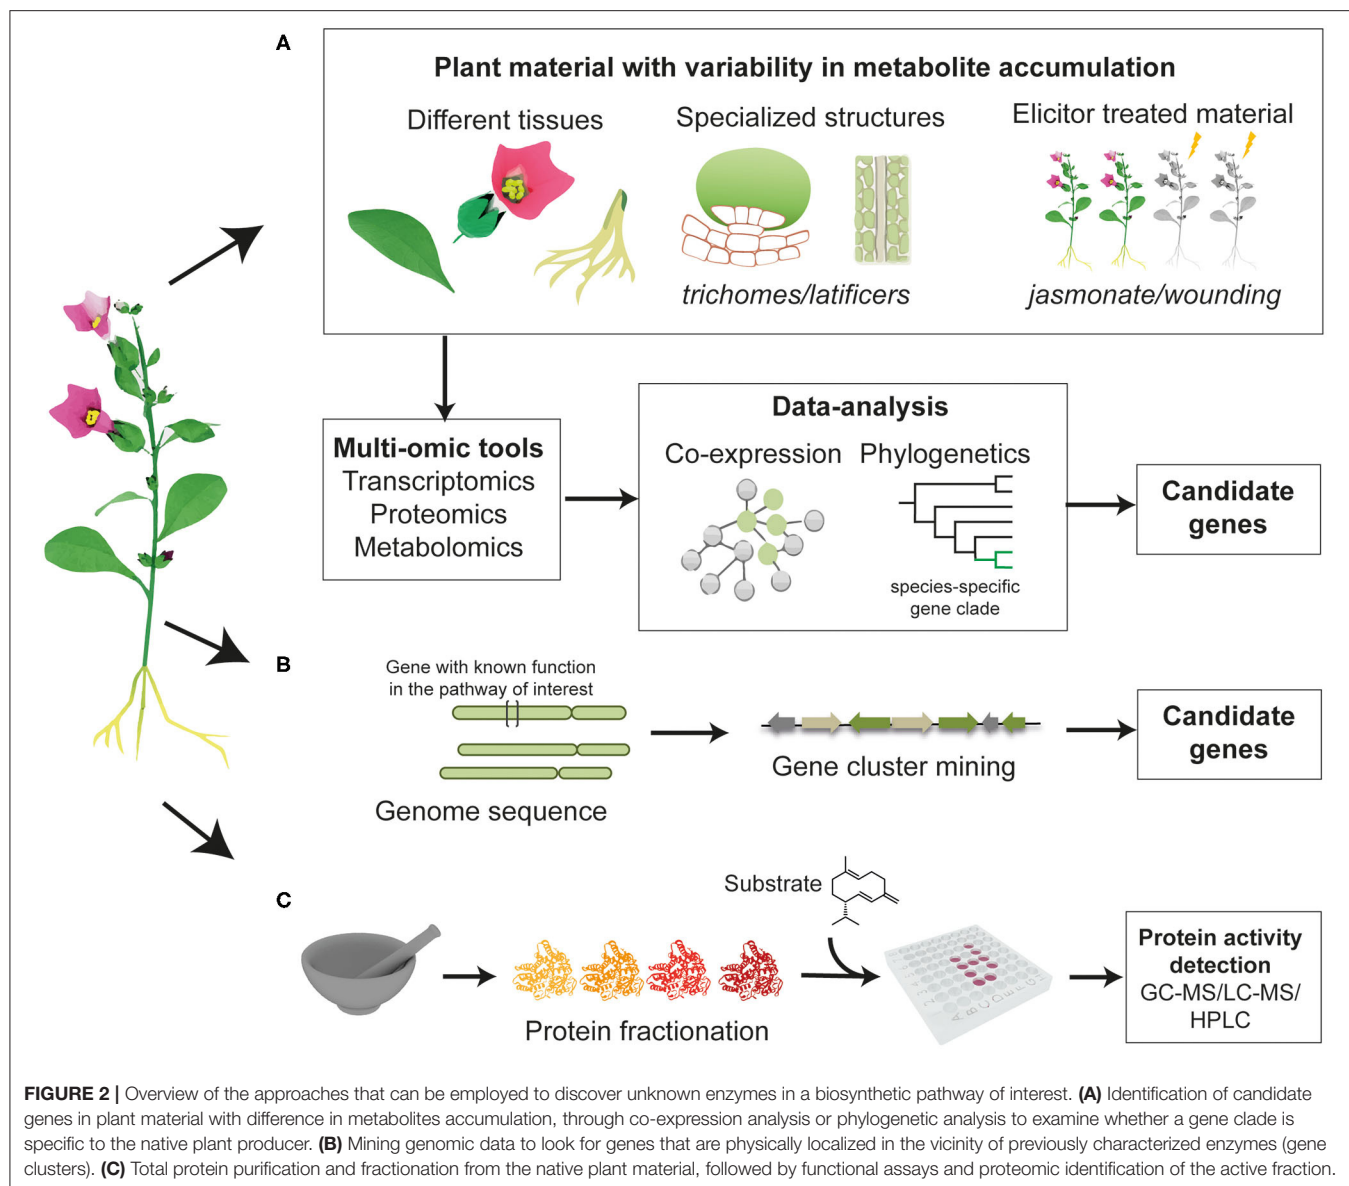 A
Plant material with variability in metabolite accumulation
Different tissues
Specialized structures
Elicitor treated material
trichomes/latificers
jasmonate/wounding
Multi-omic tools
Transcriptomics
Proteomics
Metabolomics
Data-analysis
Co-expression
Phylogenetics
species-specific
gene clade
Candidate
genes
B
Gene with known function
in the pathway of interest
Genome sequence
Gene cluster mining
Candidate
genes
C
Substrate
Protein fractionation
Protein activity
detection
GC-MS/LC-MS/
HPLC
FIGURE 2 | Overview of the approaches that can be employed to discover unknown enzymes in a biosynthetic pathway of interest. (A) Identification of candidate
genes in plant material with difference in metabolites accumulation, through co-expression analysis or phylogenetic analysis to examine whether a gene clade is
specific to the native plant producer. (B) Mining genomic data to look for genes that are physically localized in the vicinity of previously characterized enzymes (gene
clusters). (C) Total protein purification and fractionation from the native plant material, followed by functional assays and proteomic identification of the active fraction.